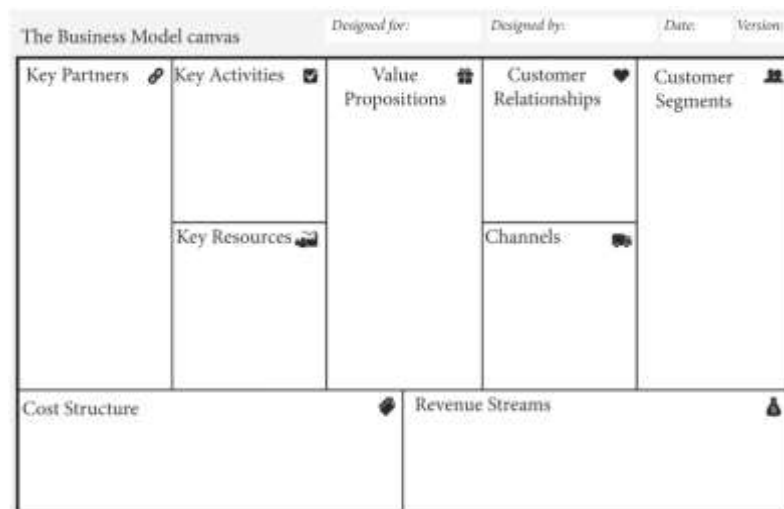 The Business Model canvas
Designed for:
Designed by:
Date:
Version:
Key Partners
Key Activities
Value
Propositions
Customer
Relationships
Customer
Segments
Key Resources
Channels
Cost Structure
Revenue Streams